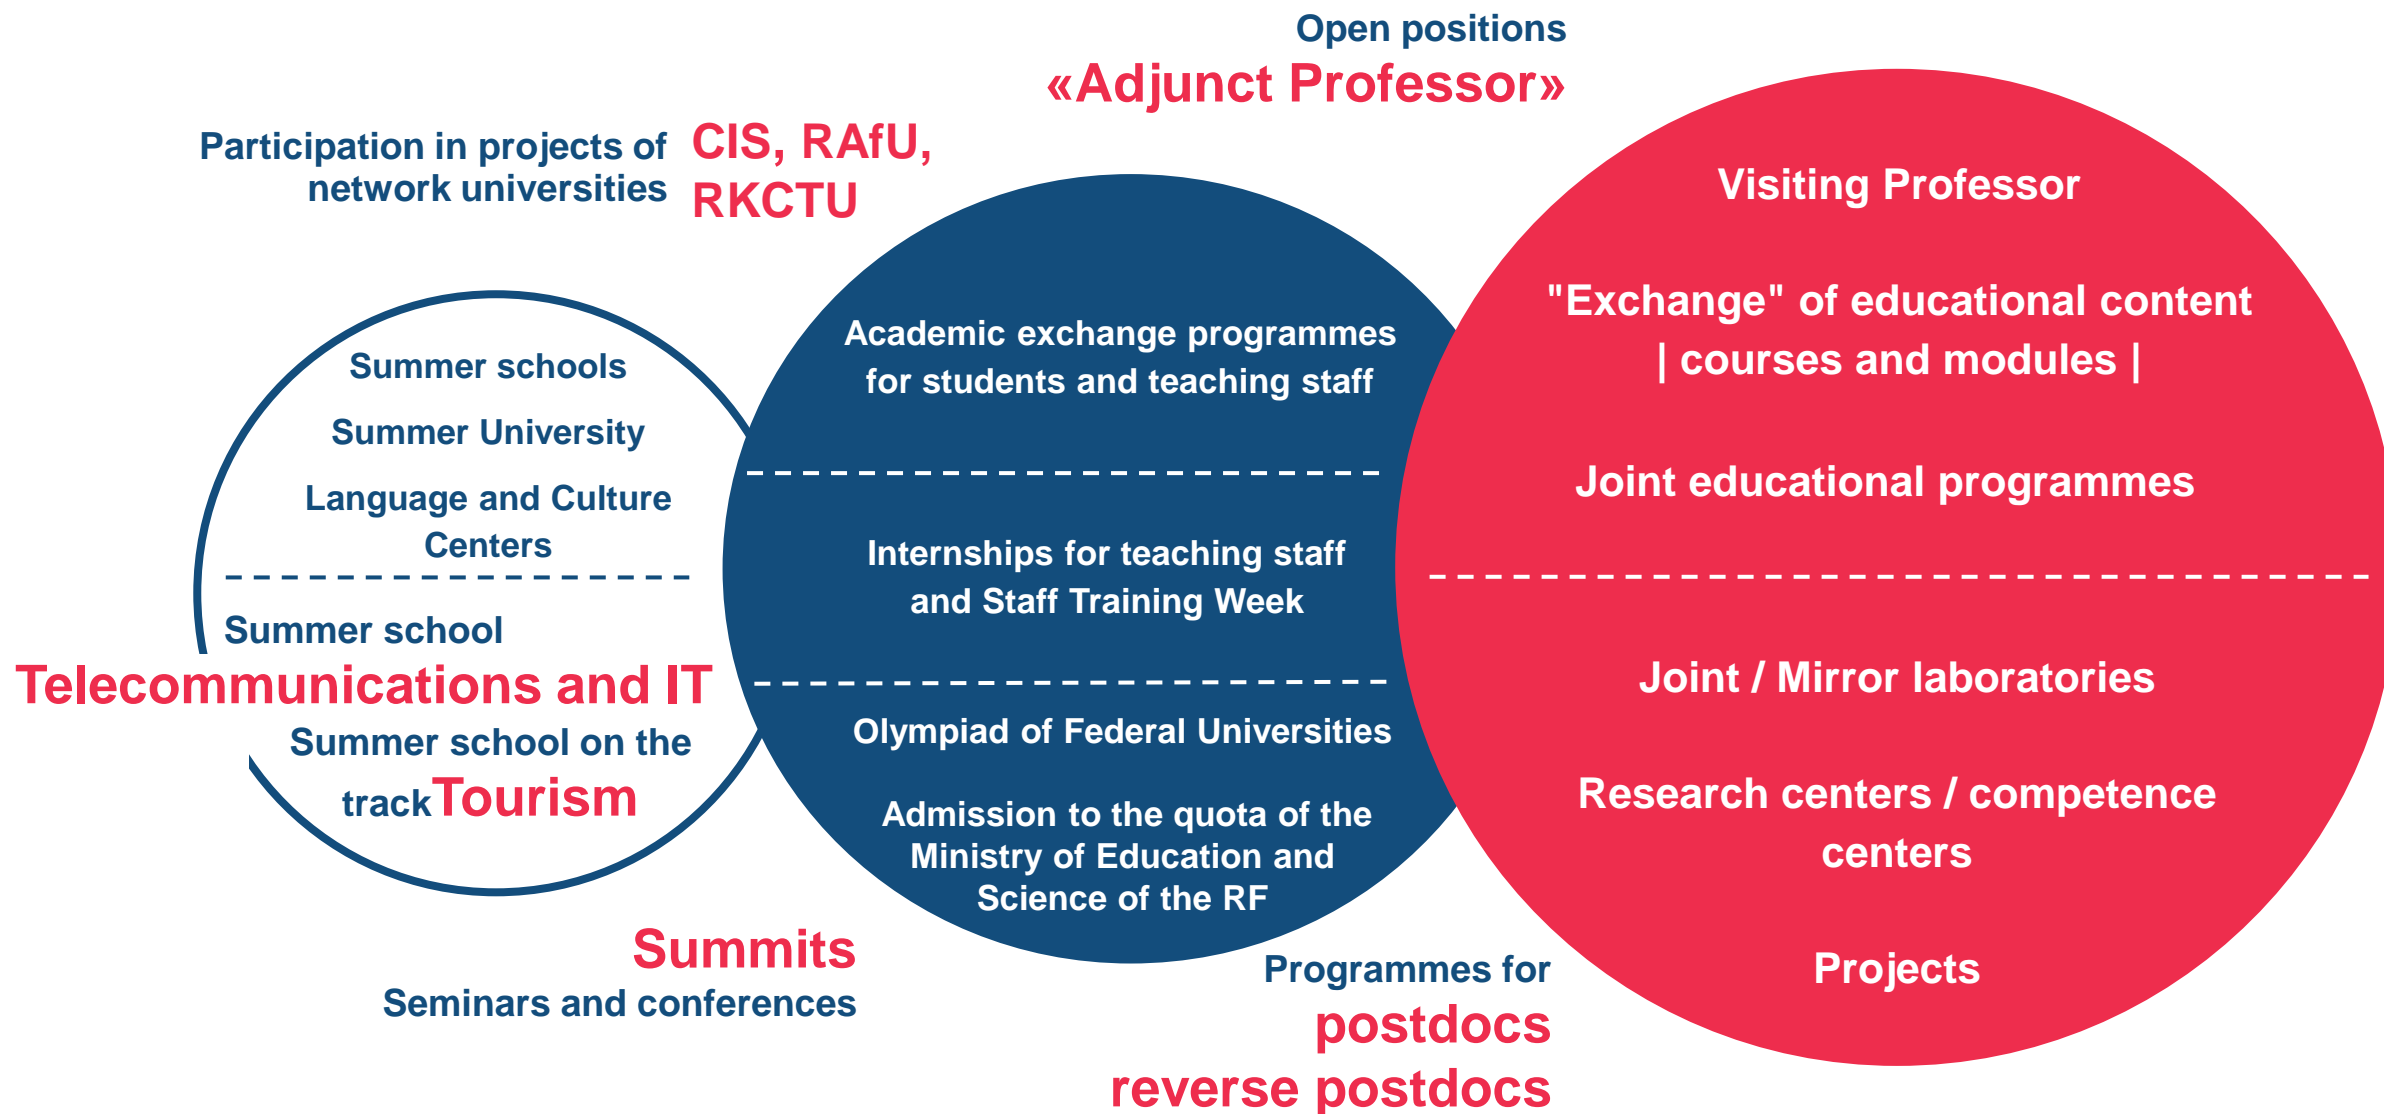 Open positions
«Adjunct Professor»
Participation in projects of
network universities
CIS, RAfU,
RKCTU
Summer schools
Summer University
Language and Culture
Centers
Summer school
Telecommunications and IT
Summer school on the
track Tourism
Summits
Seminars and conferences
Academic exchange programmes
for students and teaching staff
Internships for teaching staff
and Staff Training Week
Olympiad of Federal Universities
Admission to the quota of the
Ministry of Education and
Science of the RF
Programmes for
postdocs
reverse postdocs
Visiting Professor
"Exchange" of educational content
| courses and modules |
Joint educational programmes
Joint / Mirror laboratories
Research centers / competence
centers
Projects